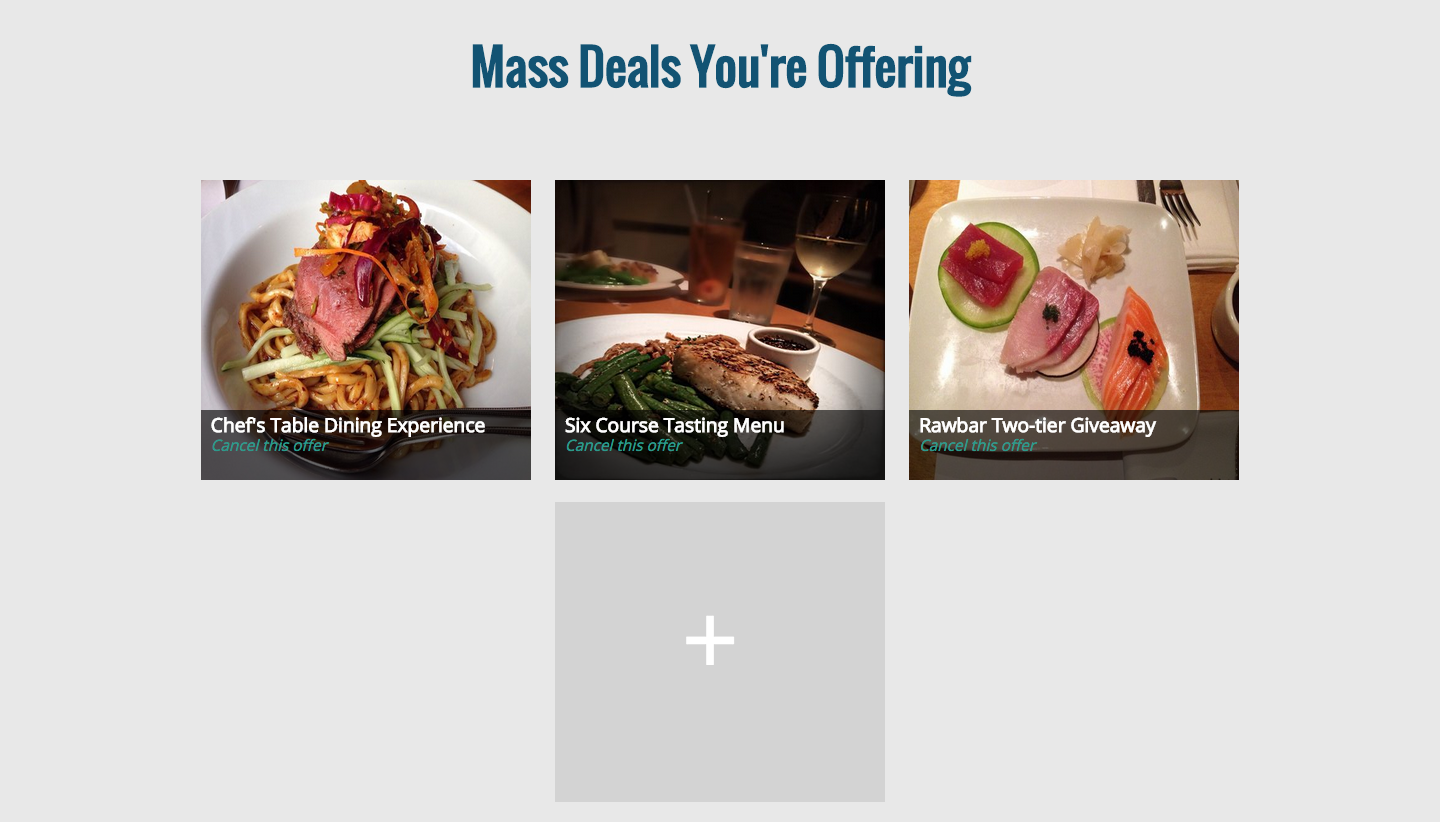 Mass Deals You're Offering
Chef's Table Dining Experience
Cancel this offer
Six Course Tasting Menu
Cancel this offer
Rawbar Two-tier Giveaway
Cancel this offer
+